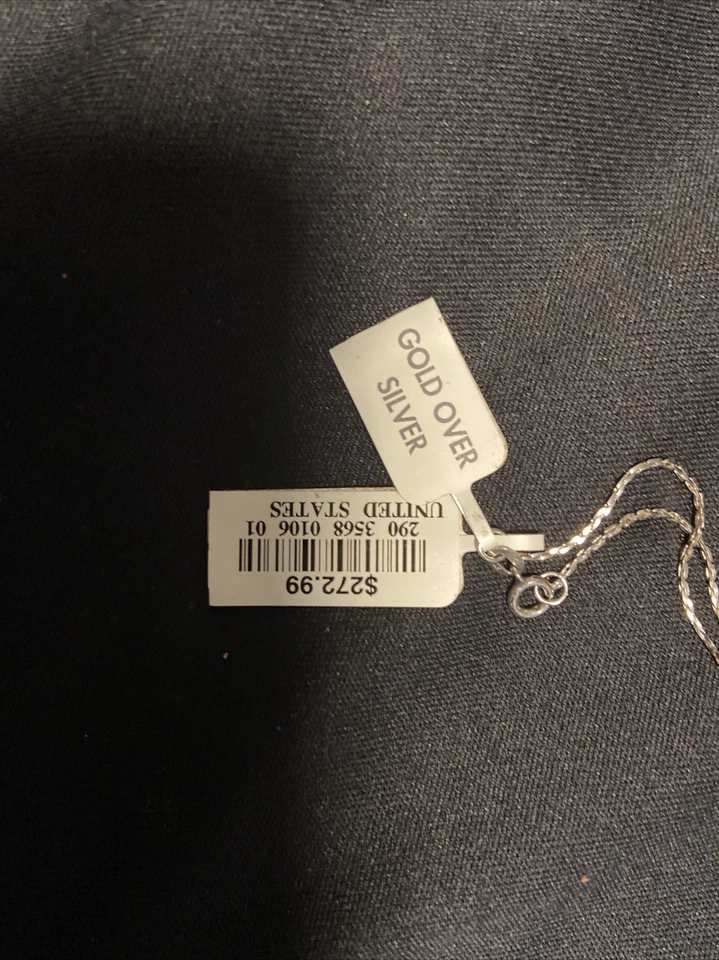 GOLD OVER
SILVER
$272.99
290 3568 0106 01
UNITED STATES